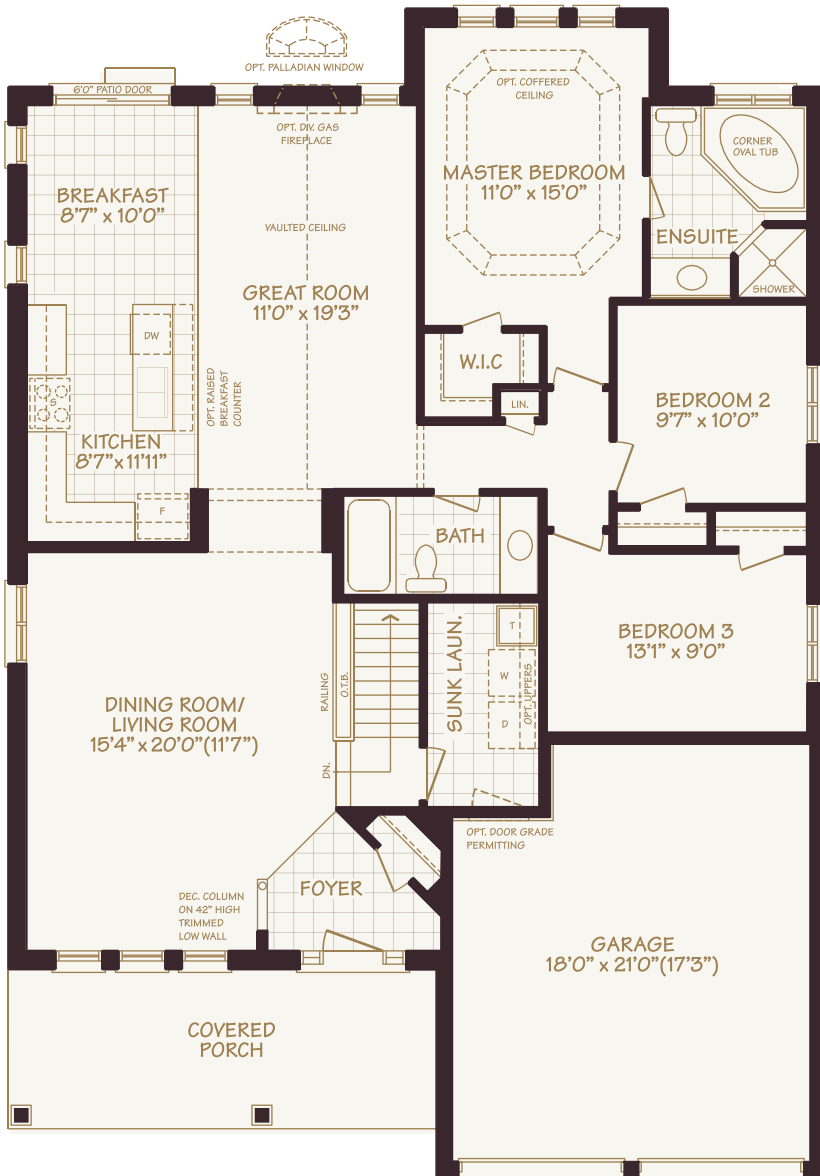 OPT. PALLADIAN WINDOW
6'0" PATIO DOOR
OPT. COFFERED
CEILING
OPT. DIV. GAS
FIREPLACE
CORNER
OVAL TUB
MASTER BEDROOM
11'0" x 15'0"
BREAKFAST
8'7" x 10'0"
VAULTED CEILING
ENSUITE
SHOWER
GREAT ROOM
11'0" x 19'3"
DW
W.I.C
LIN.
OPT. RAISED
BREAKFAST
COUNTER
S
BEDROOM 2
9'7" x 10'0"
KITCHEN
8'7" x 11'11"
F
BATH
T
SUNK LAUN.
W
OPT. UPPERS
D
BEDROOM 3
13'1" x 9'0"
RAILING
O.T.B.
DINING ROOM/
LIVING ROOM
15'4" x 20'0"(11'7")
DN.
OPT. DOOR GRADE
PERMITTING
FOYER
DEC. COLUMN
ON 42" HIGH
TRIMMED
LOW WALL
GARAGE
18'0" x 21'0"(17'3")
COVERED
PORCH